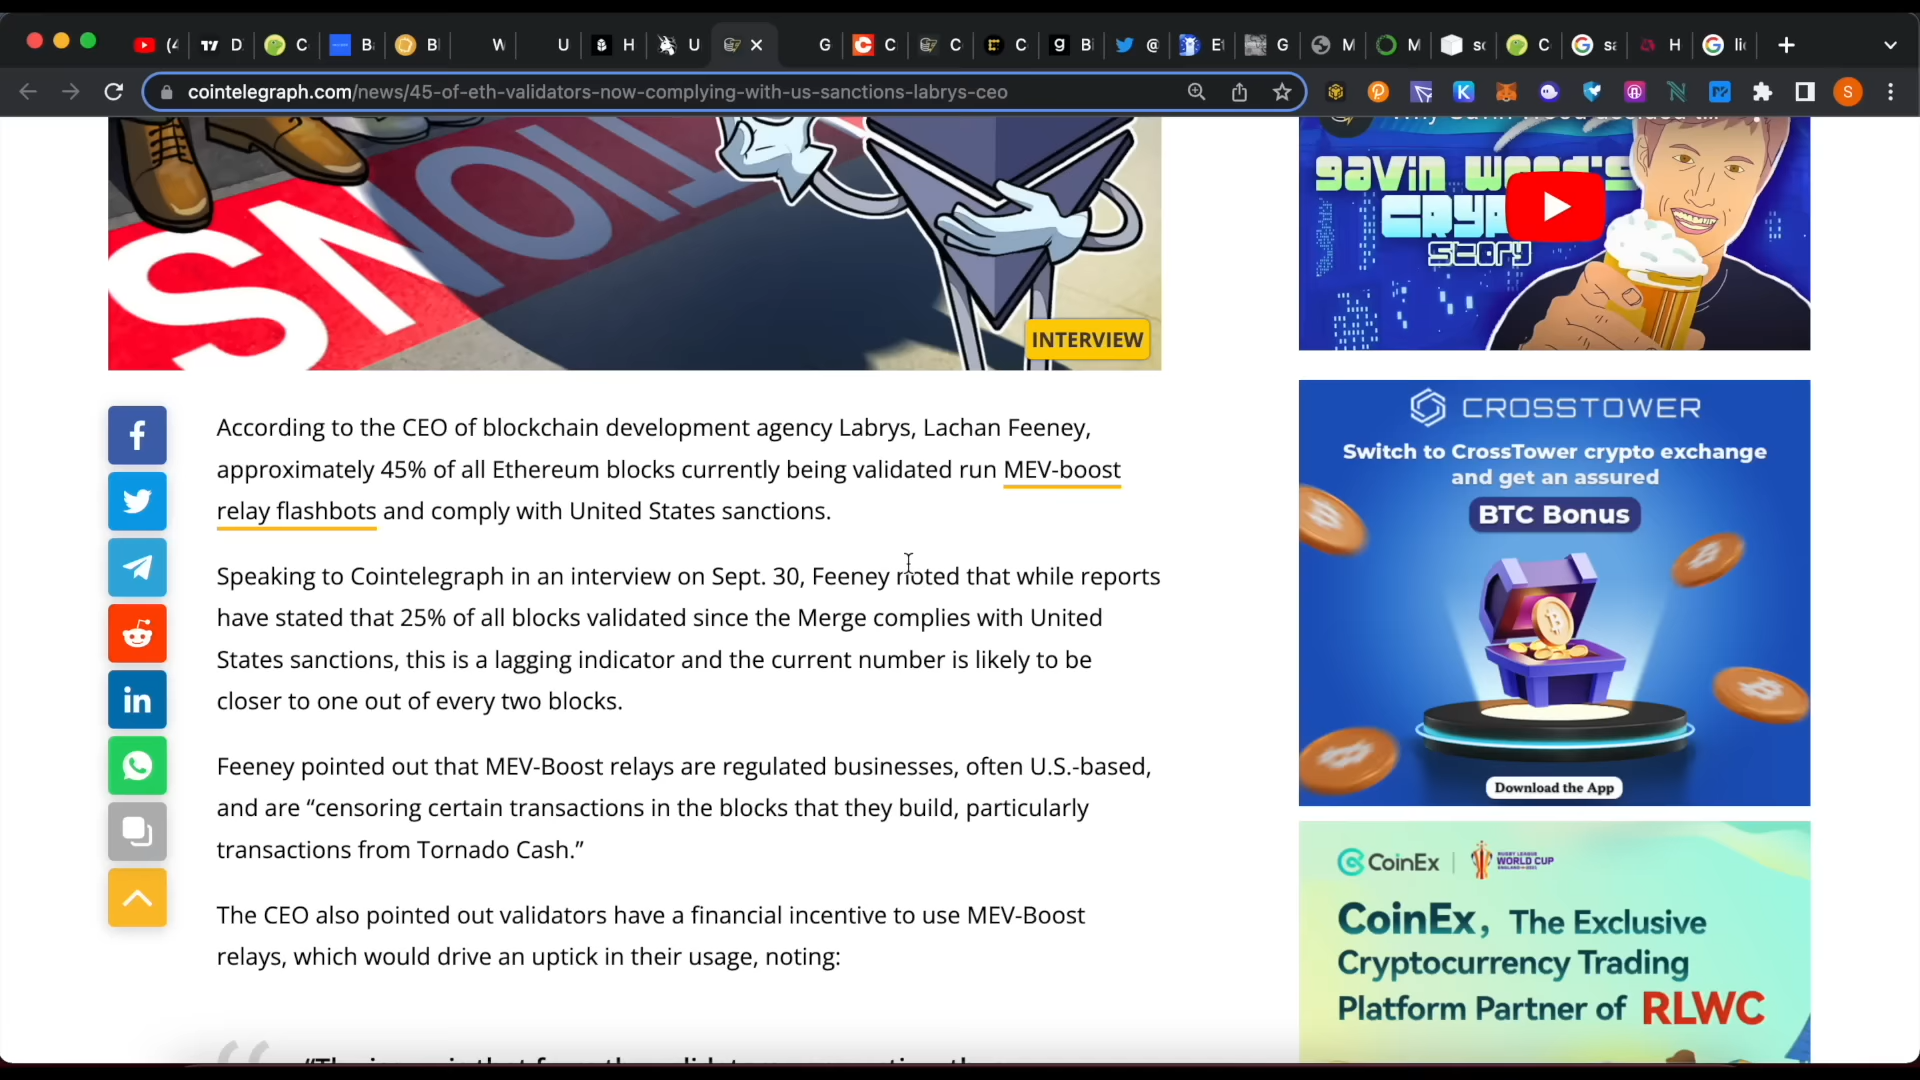 (4
D
C
B
B
W
U
H
U
G
C
C
C
B
@
E
G
M
M
s
C
s
H
li
cointelegraph.com/news/45-of-eth-validators-now-complying-with-us-sanctions-labrys-ceo
S
SN
TION
INTERVIEW
According to the CEO of blockchain development agency Labrys, Lachan Feeney,
approximately 45% of all Ethereum blocks currently being validated run MEV-boost
relay flashbots and comply with United States sanctions.
Speaking to Cointelegraph in an interview on Sept. 30, Feeney noted that while reports
have stated that 25% of all blocks validated since the Merge complies with United
States sanctions, this is a lagging indicator and the current number is likely to be
closer to one out of every two blocks.
Feeney pointed out that MEV-Boost relays are regulated businesses, often U.S.-based,
and are “censoring certain transactions in the blocks that they build, particularly
transactions from Tornado Cash.”
The CEO also pointed out validators have a financial incentive to use MEV-Boost
relays, which would drive an uptick in their usage, noting:
gavin wood's
CRYP
story
CROSSTOWER
Switch to CrossTower crypto exchange
and get an assured
BTC Bonus
Download the App
CoinEx
RUGBY LEAGUE
WORLD CUP
CoinEx, The Exclusive
Cryptocurrency Trading
Platform Partner of RLWC